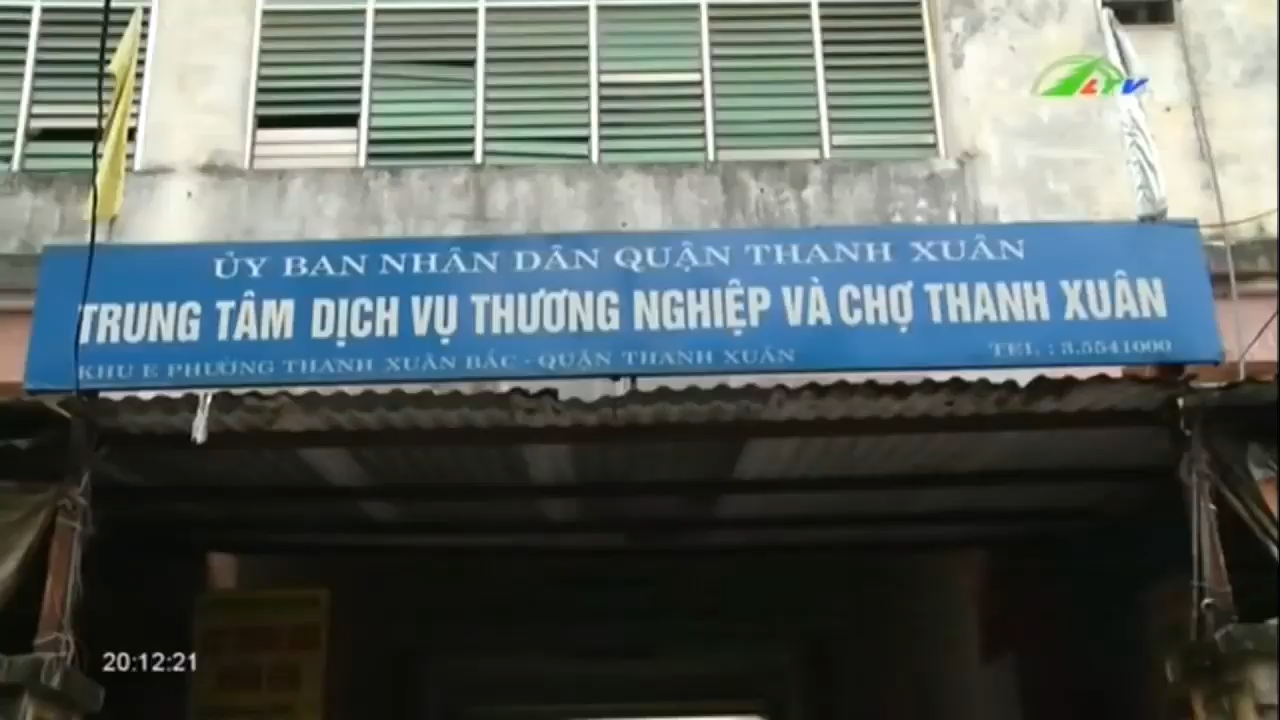 LTV
ỦY BAN NHÂN DÂN QUẬN THANH XUÂN
TRUNG TÂM DỊCH VỤ THƯƠNG NGHIỆP VÀ CHỢ THANH XUÂN
KHU E PHƯỜNG THANH XUÂN BẮC - QUẬN THANH XUÂN
TEL : 3.5541000
20:12:21